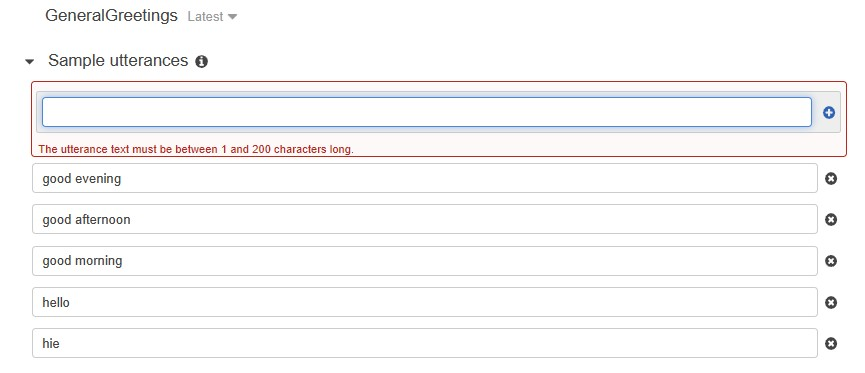 GeneralGreetings Latest
Sample utterances
The utterance text must be between 1 and 200 characters long.
good evening
good afternoon
good morning
hello
hie